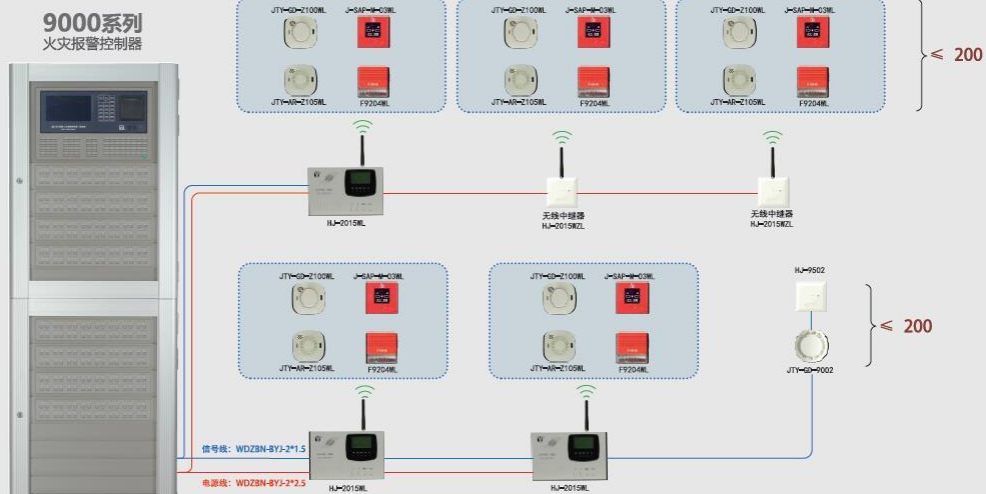 9000系列
火灾报警控制器
JTY-GD-Z100WL J-SAP-M-03WL
JTY-AR-Z105WL F9204WL
JTY-GD-Z100WL J-SAP-M-03WL
JTY-AR-Z105WL F9204WL
JTY-GD-Z100WL J-SAP-M-03WL
JTY-AR-Z105WL F9204WL
≤ 200
HJ-2015WL
无线中继器
HJ-2015WZL
无线中继器
HJ-2015WZL
JTY-GD-Z100WL J-SAP-M-03WL
JTY-AR-Z105WL F9204WL
JTY-GD-Z100WL J-SAP-M-03WL
JTY-AR-Z105WL F9204WL
HJ-9502
JTY-GD-9002
≤ 200
信号线：WDZBN-BYJ-2*1.5
电源线：WDZBN-BYJ-2*2.5
HJ-2015WL
HJ-2015WL